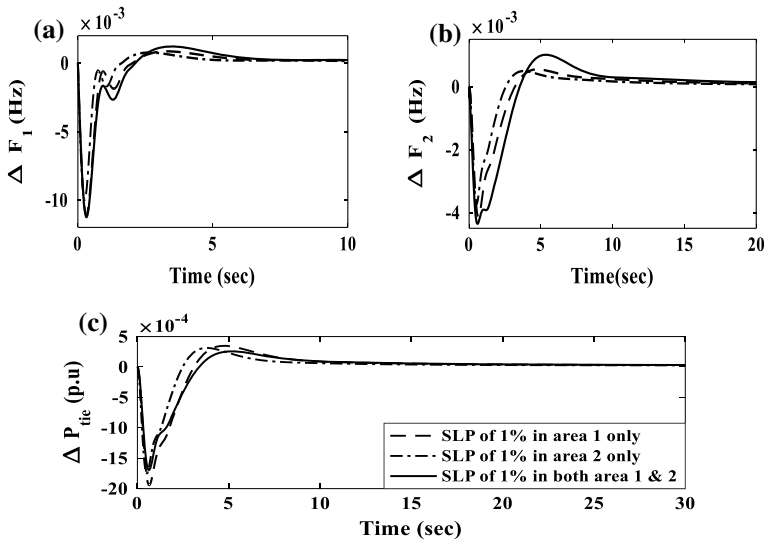 (a)
×10⁻³
0
-5
-10
Δ F₁ (Hz)
0
5
10
Time (sec)
(b)
×10⁻³
0
-2
-4
Δ F₂ (Hz)
0
5
10
15
20
Time(sec)
(c)
×10⁻⁴
5
0
-5
-10
-15
-20
Δ Pₜᵢₑ (p.u)
0
5
10
15
20
25
30
Time (sec)
SLP of 1% in area 1 only
SLP of 1% in area 2 only
SLP of 1% in both area 1 & 2